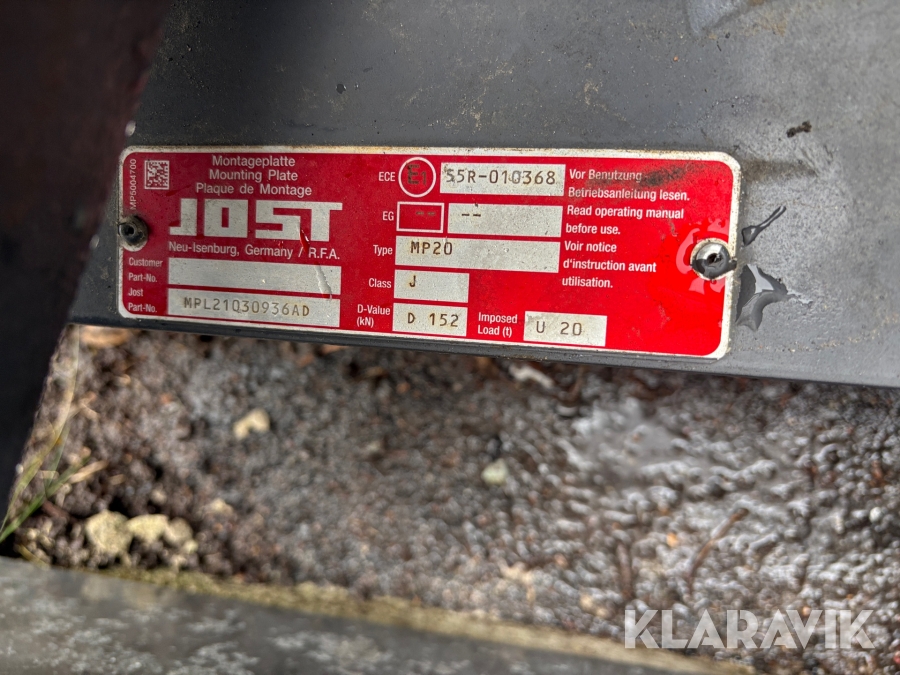 MP5004700
Montageplatte
Mounting Plate
Plaque de Montage
JOST
Neu-Isenburg, Germany / R.F.A.
Customer
Part-No.
Jost
Part-No. MPL21030936AD
ECE E1 55R-010368
EG -- --
Type MP20
Class J
D-Value
(kN) D 152
Imposed
Load (t) U 20
Vor Benutzung
Betriebsanleitung lesen.
Read operating manual
before use.
Voir notice
d'instruction avant
utilisation.
KLARAVIK